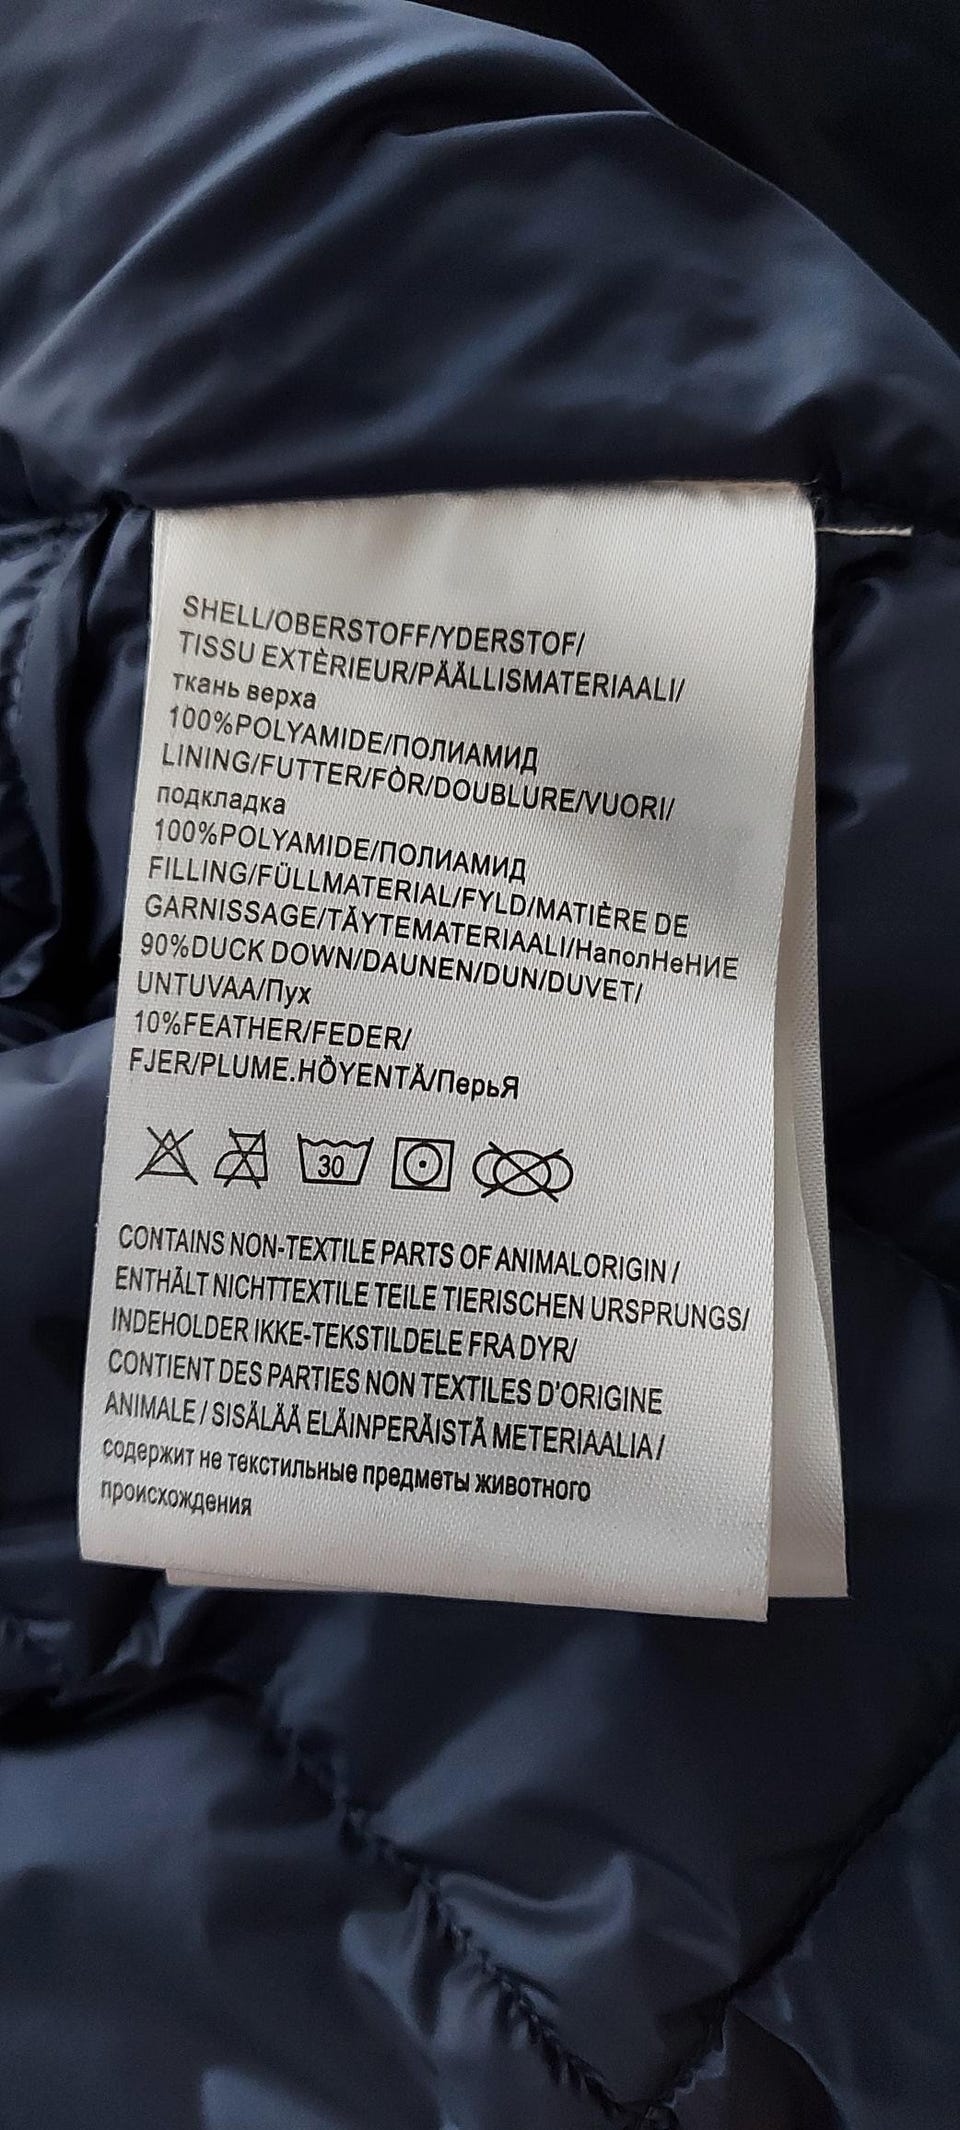 SHELL/OBERSTOFF/YDERSTOF/
TISSU EXTÈRIEUR/PÄÄLLISMATERIAALI/
ткань верха
100%POLYAMIDE/ПОЛИАМИД
LINING/FUTTER/FÒR/DOUBLURE/VUORI/
подкладка
100%POLYAMIDE/ПОЛИАМИД
FILLING/FÜLLMATERIAL/FYLD/MATIÈRE DE
GARNISSAGE/TÄYTEMATERIAALI/НаполНеНИЕ
90%DUCK DOWN/DAUNEN/DUN/DUVET/
UNTUVAA/Пух
10%FEATHER/FEDER/
FJER/PLUME.HÖYENTÄ/ПерьЯ
30
CONTAINS NON-TEXTILE PARTS OF ANIMALORIGIN /
ENTHÄLT NICHTTEXTILE TEILE TIERISCHEN URSPRUNGS/
INDEHOLDER IKKE-TEKSTILDELE FRA DYR/
CONTIENT DES PARTIES NON TEXTILES D'ORIGINE
ANIMALE / SISÄLÄÄ ELÄINPERÄISTÄ METERIAALIA /
содержит не текстильные предметы животного
происхождения